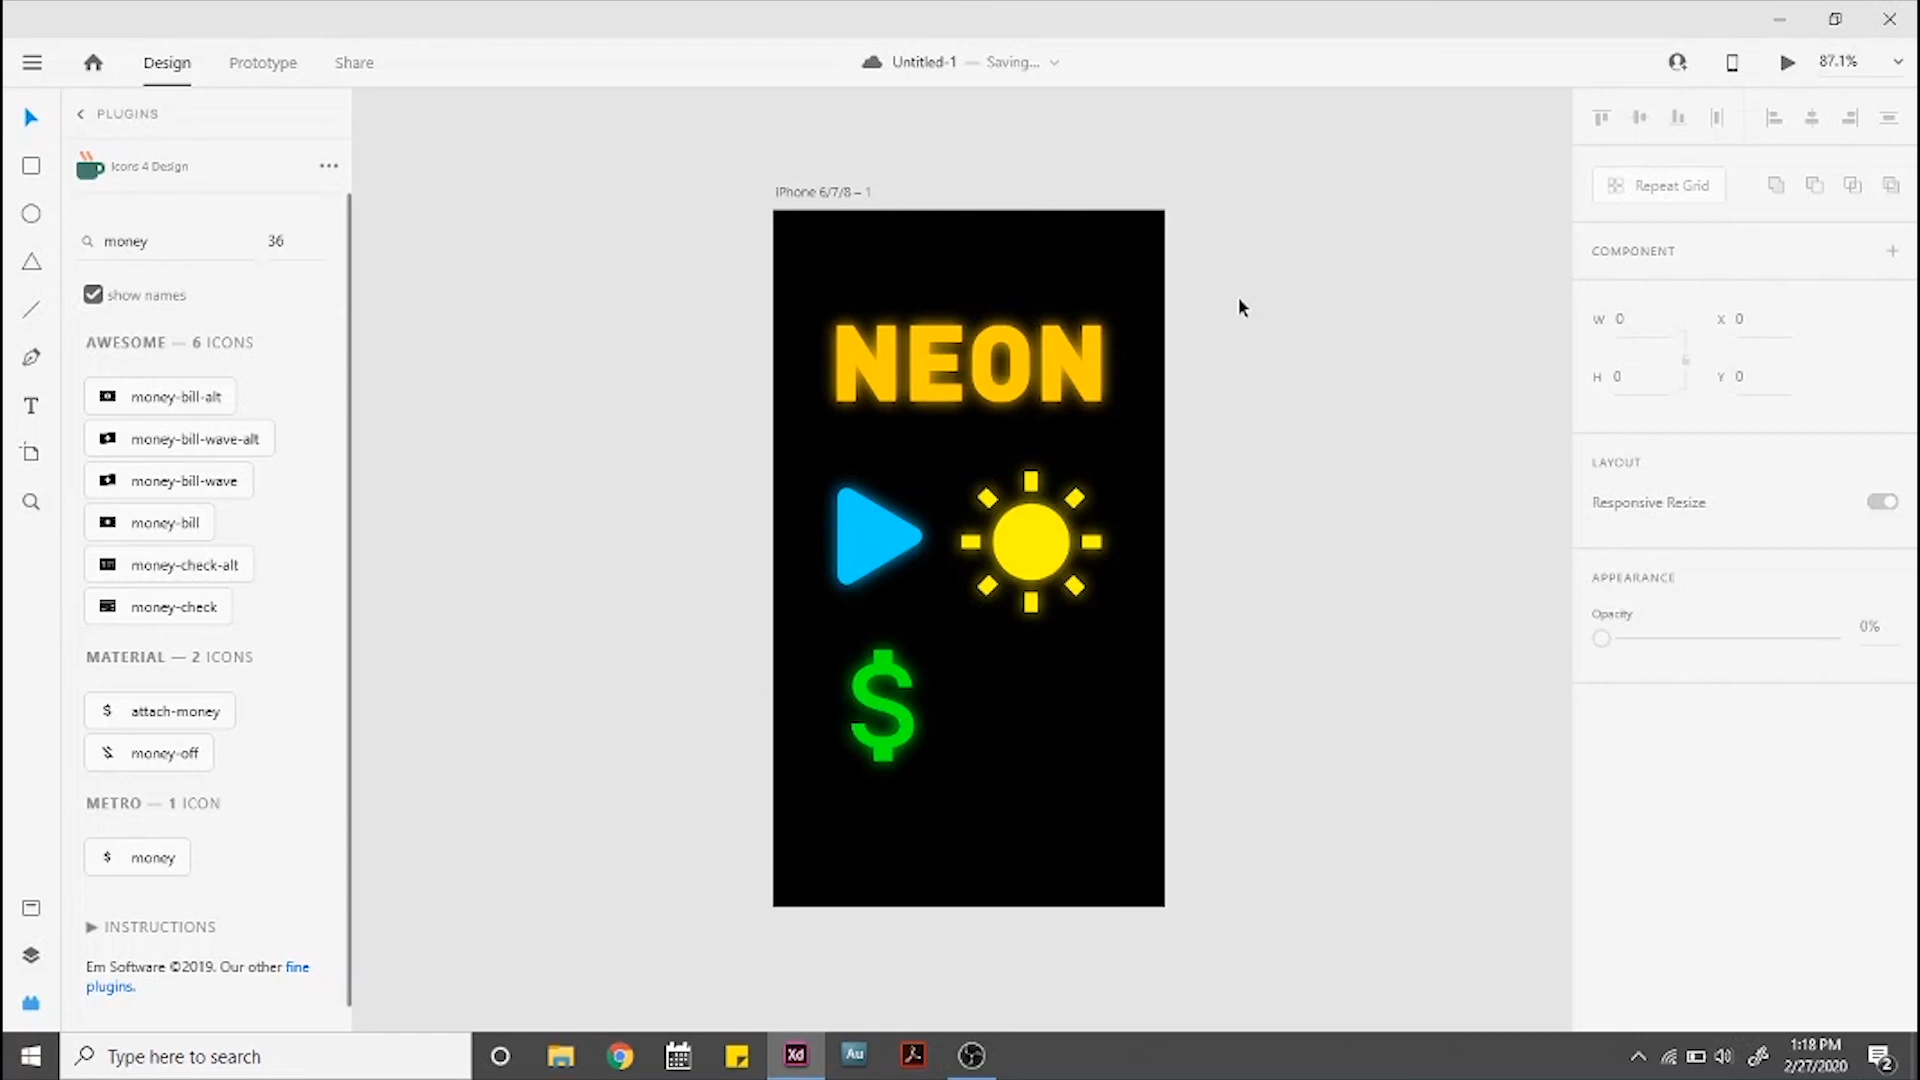 Design
Prototype
Share
Untitled-1 — Saving...
87.1%
PLUGINS
Icons 4 Design
money
36
show names
AWESOME — 6 ICONS
money-bill-alt
money-bill-wave-alt
money-bill-wave
money-bill
money-check-alt
money-check
MATERIAL — 2 ICONS
$ attach-money
money-off
METRO — 1 ICON
$ money
INSTRUCTIONS
Em Software ©2019. Our other fine
plugins.
T
iPhone 6/7/8 – 1
NEON
$
Repeat Grid
COMPONENT
W 0
X 0
H 0
Y 0
LAYOUT
Responsive Resize
APPEARANCE
Opacity
0%
Type here to search
Xd
Au
1:18 PM
2/27/2020
2